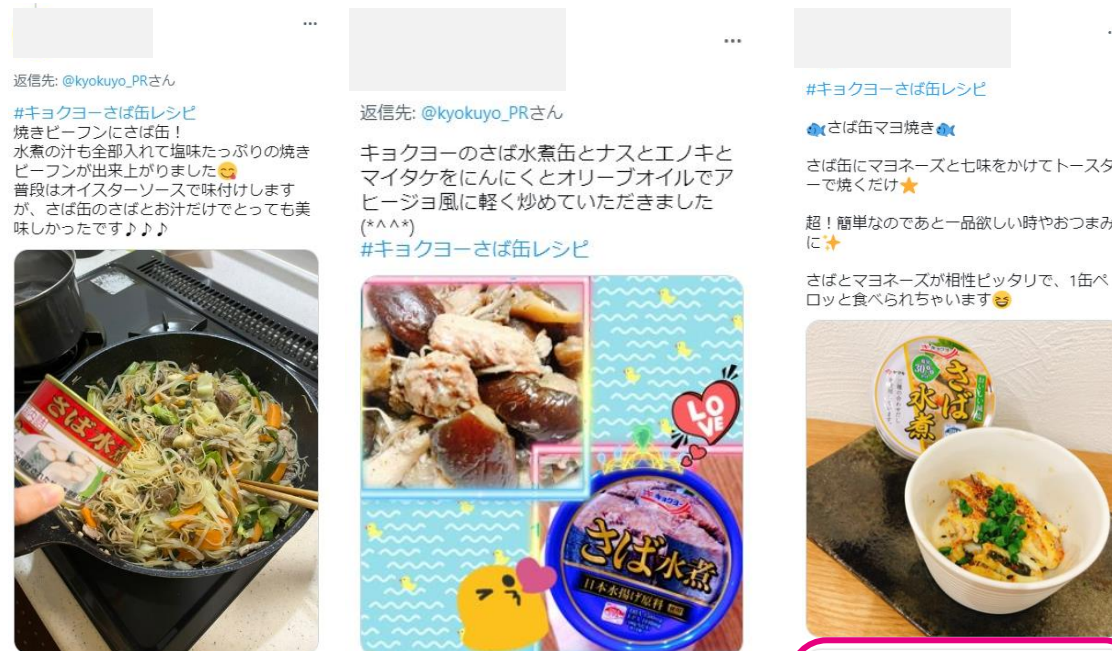 返信先: @kyokuyo_PRさん
#キョクヨーさば缶レシピ
焼きビーフンにさば缶！
水煮の汁も全部入れて塩味たっぷりの焼き
ビーフンが出来上がりました😋
普段はオイスターソースで味付けします
が、さば缶のさばとお汁だけでとっても美
味しかったです♪♪♪
さば水
返信先: @kyokuyo_PRさん
キョクヨーのさば水煮缶とナスとエノキと
マイタケをにんにくとオリーブオイルでア
ヒージョ風に軽く炒めていただきました
(*^^*)
#キョクヨーさば缶レシピ
LOVE
キョクヨー
さば水煮
日本水揚げ原料
#キョクヨーさば缶レシピ
🐟さば缶マヨ焼き🐟
さば缶にマヨネーズと七味をかけてトースタ
ーで焼くだけ⭐
超！簡単なのであと一品欲しい時やおつまみ
に✨
さばとマヨネーズが相性ピッタリで、1缶ペ
ロッと食べられちゃいます😆
キョクヨー
30%
さば
水煮